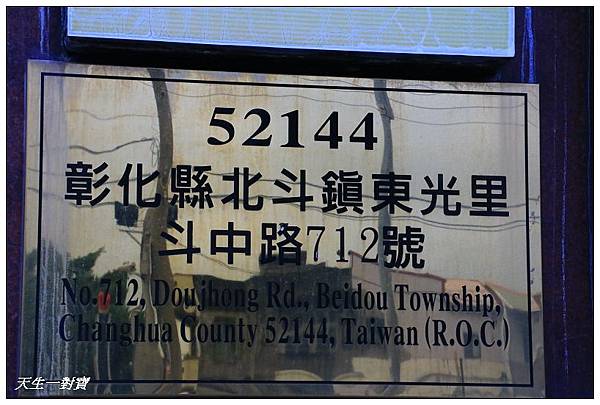 52144
彰化縣北斗鎮東光里
斗中路712號
No.712, Doujhong Rd., Beidou Township,
Changhua County 52144, Taiwan (R.O.C.)
天生一對寶